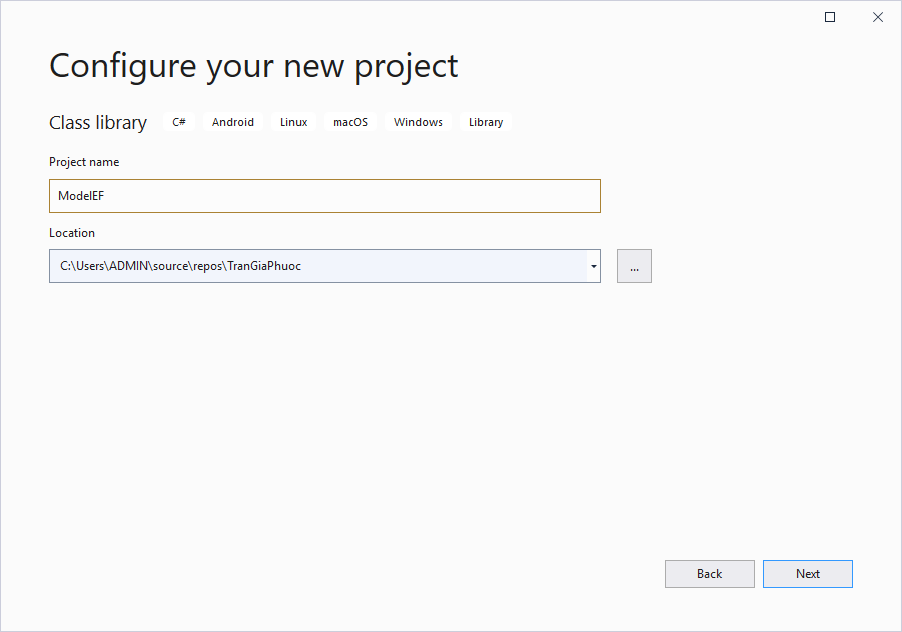 Configure your new project
Class library C# Android Linux macOS Windows Library
Project name
ModelEF
Location
C:\Users\ADMIN\source\repos\TranGiaPhuoc
...
Back Next